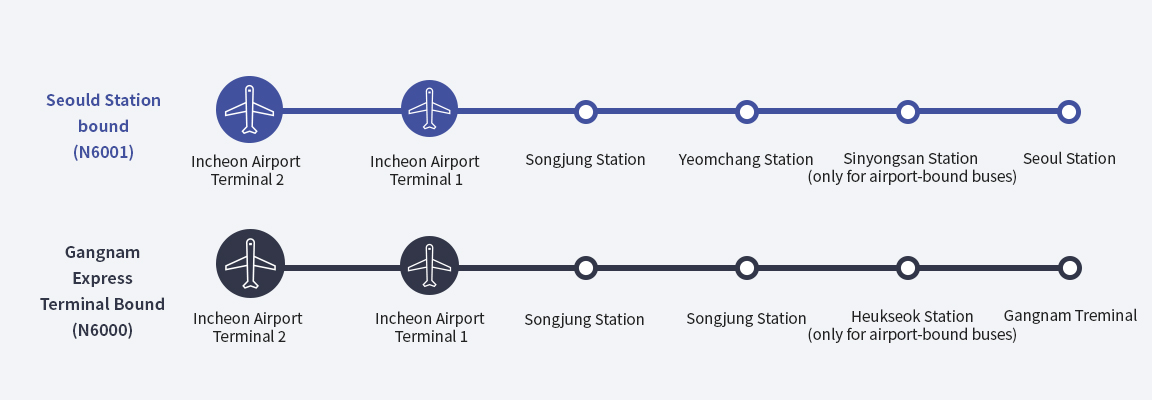 Seould Station
bound
(N6001)
Incheon Airport
Terminal 2
Incheon Airport
Terminal 1
Songjung Station
Yeomchang Station
Sinyongsan Station
(only for airport-bound buses)
Seoul Station
Gangnam
Express
Terminal Bound
(N6000)
Incheon Airport
Terminal 2
Incheon Airport
Terminal 1
Songjung Station
Songjung Station
Heukseok Station
(only for airport-bound buses)
Gangnam Treminal